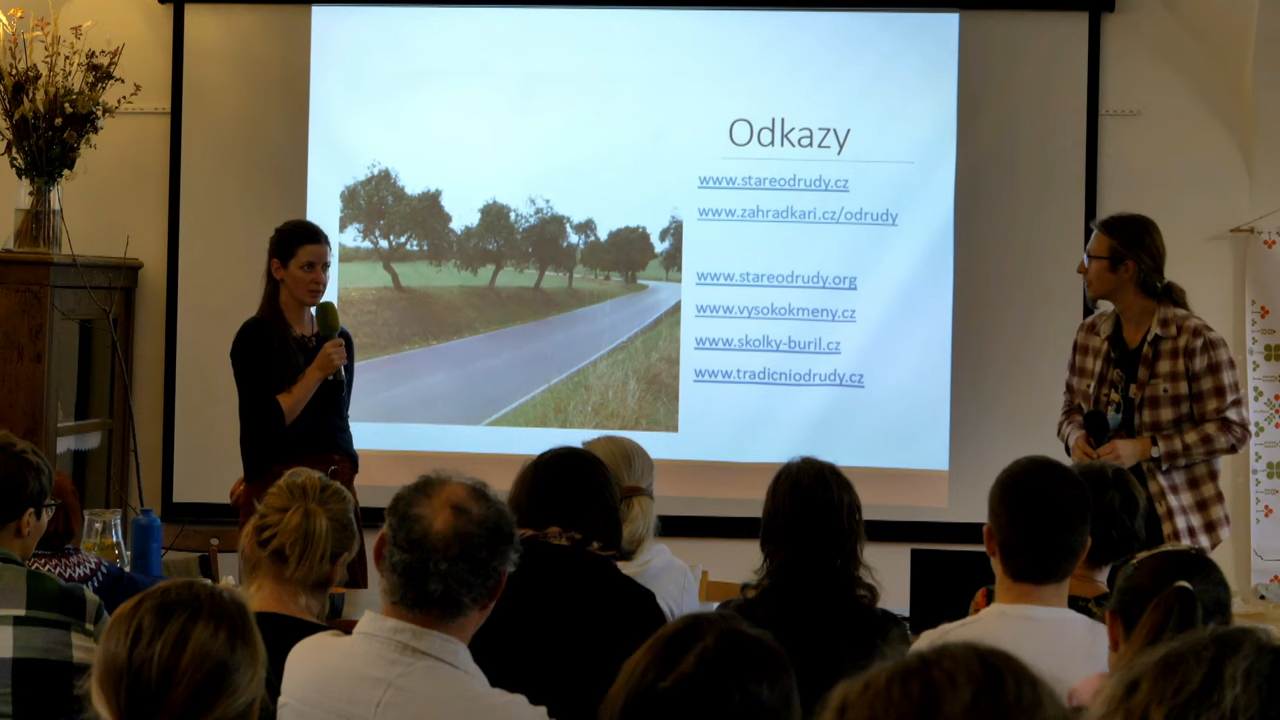 Odkazy
www.stareodrudy.cz
www.zahradkari.cz/odrudy
www.stareodrudy.org
www.vysokokmeny.cz
www.skolky-buril.cz
www.tradicniodrudy.cz